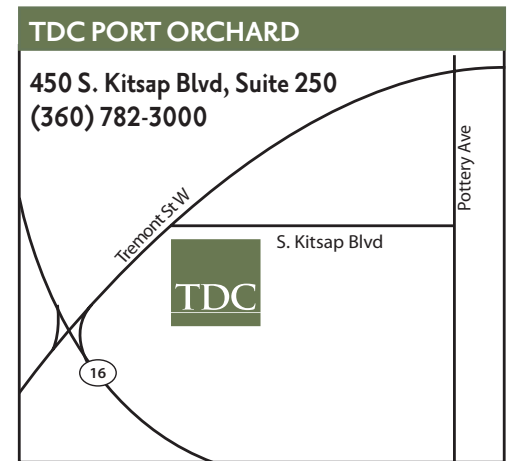 TDC PORT ORCHARD
450 S. Kitsap Blvd, Suite 250
(360) 782-3000
Pottery Ave
Tremont St W
S. Kitsap Blvd
TDC
16